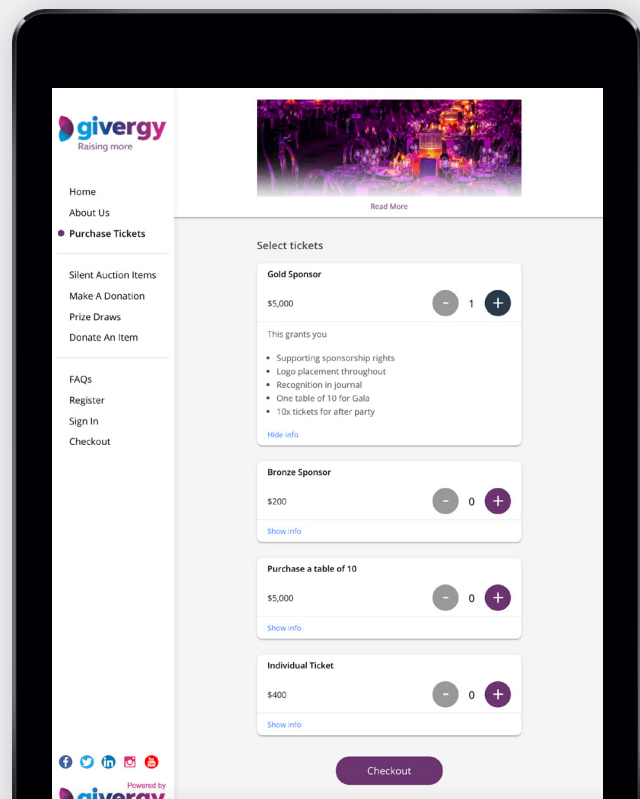 givergy
Raising more
Home
About Us
Purchase Tickets
Silent Auction Items
Make A Donation
Prize Draws
Donate An Item
FAQs
Register
Sign In
Checkout
Powered by
givergy
Read More
Select tickets
Gold Sponsor
$5,000
- 1 +
This grants you
• Supporting sponsorship rights
• Logo placement throughout
• Recognition in journal
• One table of 10 for Gala
• 10x tickets for after party
Hide info
Bronze Sponsor
$200
- 0 +
Show info
Purchase a table of 10
$5,000
- 0 +
Show info
Individual Ticket
$400
- 0 +
Show info
Checkout